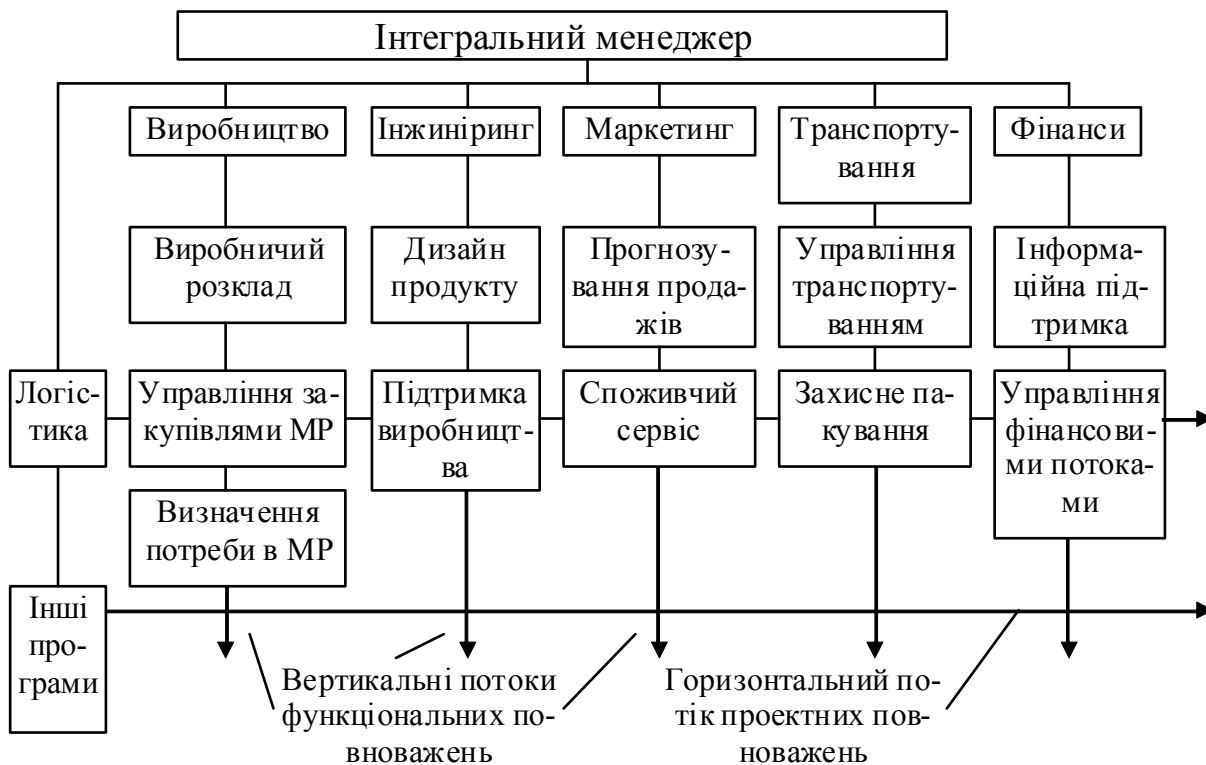 Інтегральний менеджер
Виробництво
Інжиніринг
Маркетинг
Транспорту-
вання
Фінанси
Виробничий
розклад
Дизайн
продукту
Прогнозу-
вання прода-
жів
Управління
транспорту-
ванням
Інформа-
ційна під-
тримка
Логіс-
тика
Управління за-
купівлями МР
Підтримка
виробницт-
ва
Споживчий
сервіс
Захисне па-
кування
Управління
фінансови-
ми потока-
ми
Визначення
потреби в МР
Інші
про-
грами
Вертикальні потоки
функціональних по-
вноважень
Горизонтальний по-
тік проектних пов-
новажень